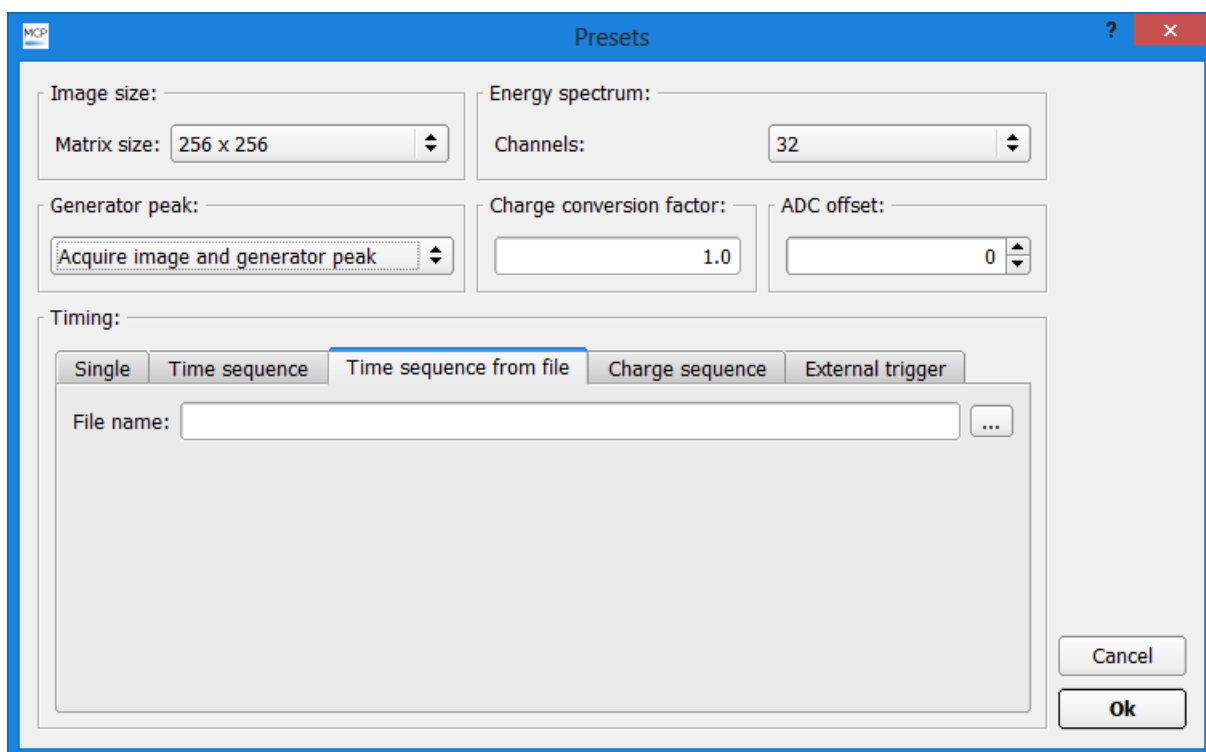 MCP
Presets
?
Image size:
Energy spectrum:
Matrix size: 256 x 256
Channels: 32
Generator peak:
Charge conversion factor:
ADC offset:
Acquire image and generator peak
1.0
0
Timing:
Single
Time sequence
Time sequence from file
Charge sequence
External trigger
File name:
...
Cancel
Ok